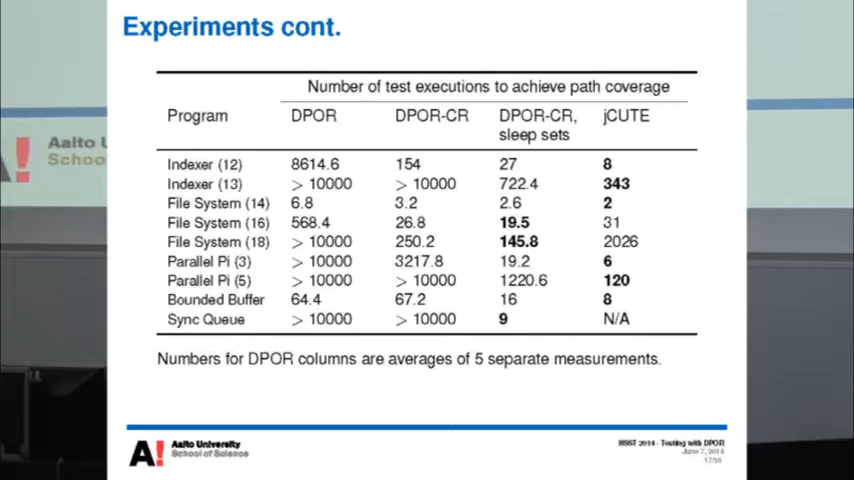 Experiments cont.
Number of test executions to achieve path coverage
Program DPOR DPOR-CR DPOR-CR, sleep sets jCUTE
Indexer (12) 8614.6 154 27 8
Indexer (13) > 10000 > 10000 722.4 343
File System (14) 6.8 3.2 2.6 2
File System (16) 568.4 26.8 19.5 31
File System (18) > 10000 250.2 145.8 2026
Parallel Pi (3) > 10000 3217.8 19.2 6
Parallel Pi (5) > 10000 > 10000 1220.6 120
Bounded Buffer 64.4 67.2 16 8
Sync Queue > 10000 > 10000 9 N/A
Numbers for DPOR columns are averages of 5 separate measurements.
A! Aalto University
School of Science
HSST 2014 - Testing with DPOR
June 7, 2014
17/19
Aalto U
School